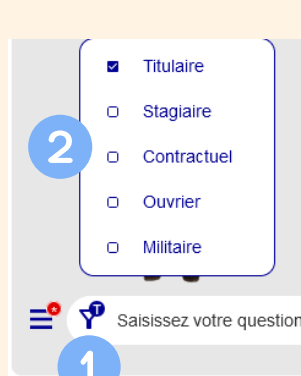 Titulaire
Stagiaire
2
Contractuel
Ouvrier
Militaire
* T
Saisissez votre question
1